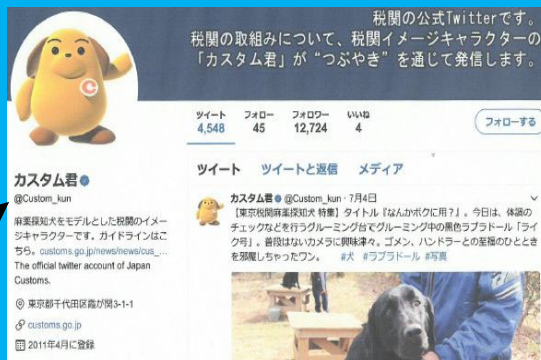 税関の公式Twitterです。
税関の取組みについて、税関イメージキャラクターの
「カスタム君」が“つぶやき”を通じて発信します。
ツイート フォロー フォロワー いいね
4,548 45 12,724 4
フォローする
ツイート ツイートと返信 メディア
カスタム君
@Custom_kun
麻薬探知犬をモデルとした税関のイメー
ジキャラクターです。ガイドラインはこ
ちら。customs.go.jp/news/news/cus_...
The official twitter account of Japan
Customs.
東京都千代田区霞が関3-1-1
customs.go.jp
2011年4月に登録
カスタム君 @Custom_kun・7月4日
【東京税関麻薬探知犬 特集】タイトル『なんかボクに用？』。今日は、体調の
チェックなどを行うグルーミング台でグルーミング中の黒色ラブラドール「ライ
ク号」。普段はないカメラに興味津々。ゴメン、ハンドラーとの至福のひととき
を邪魔しちゃったワン。 #犬 #ラブラドール #写真